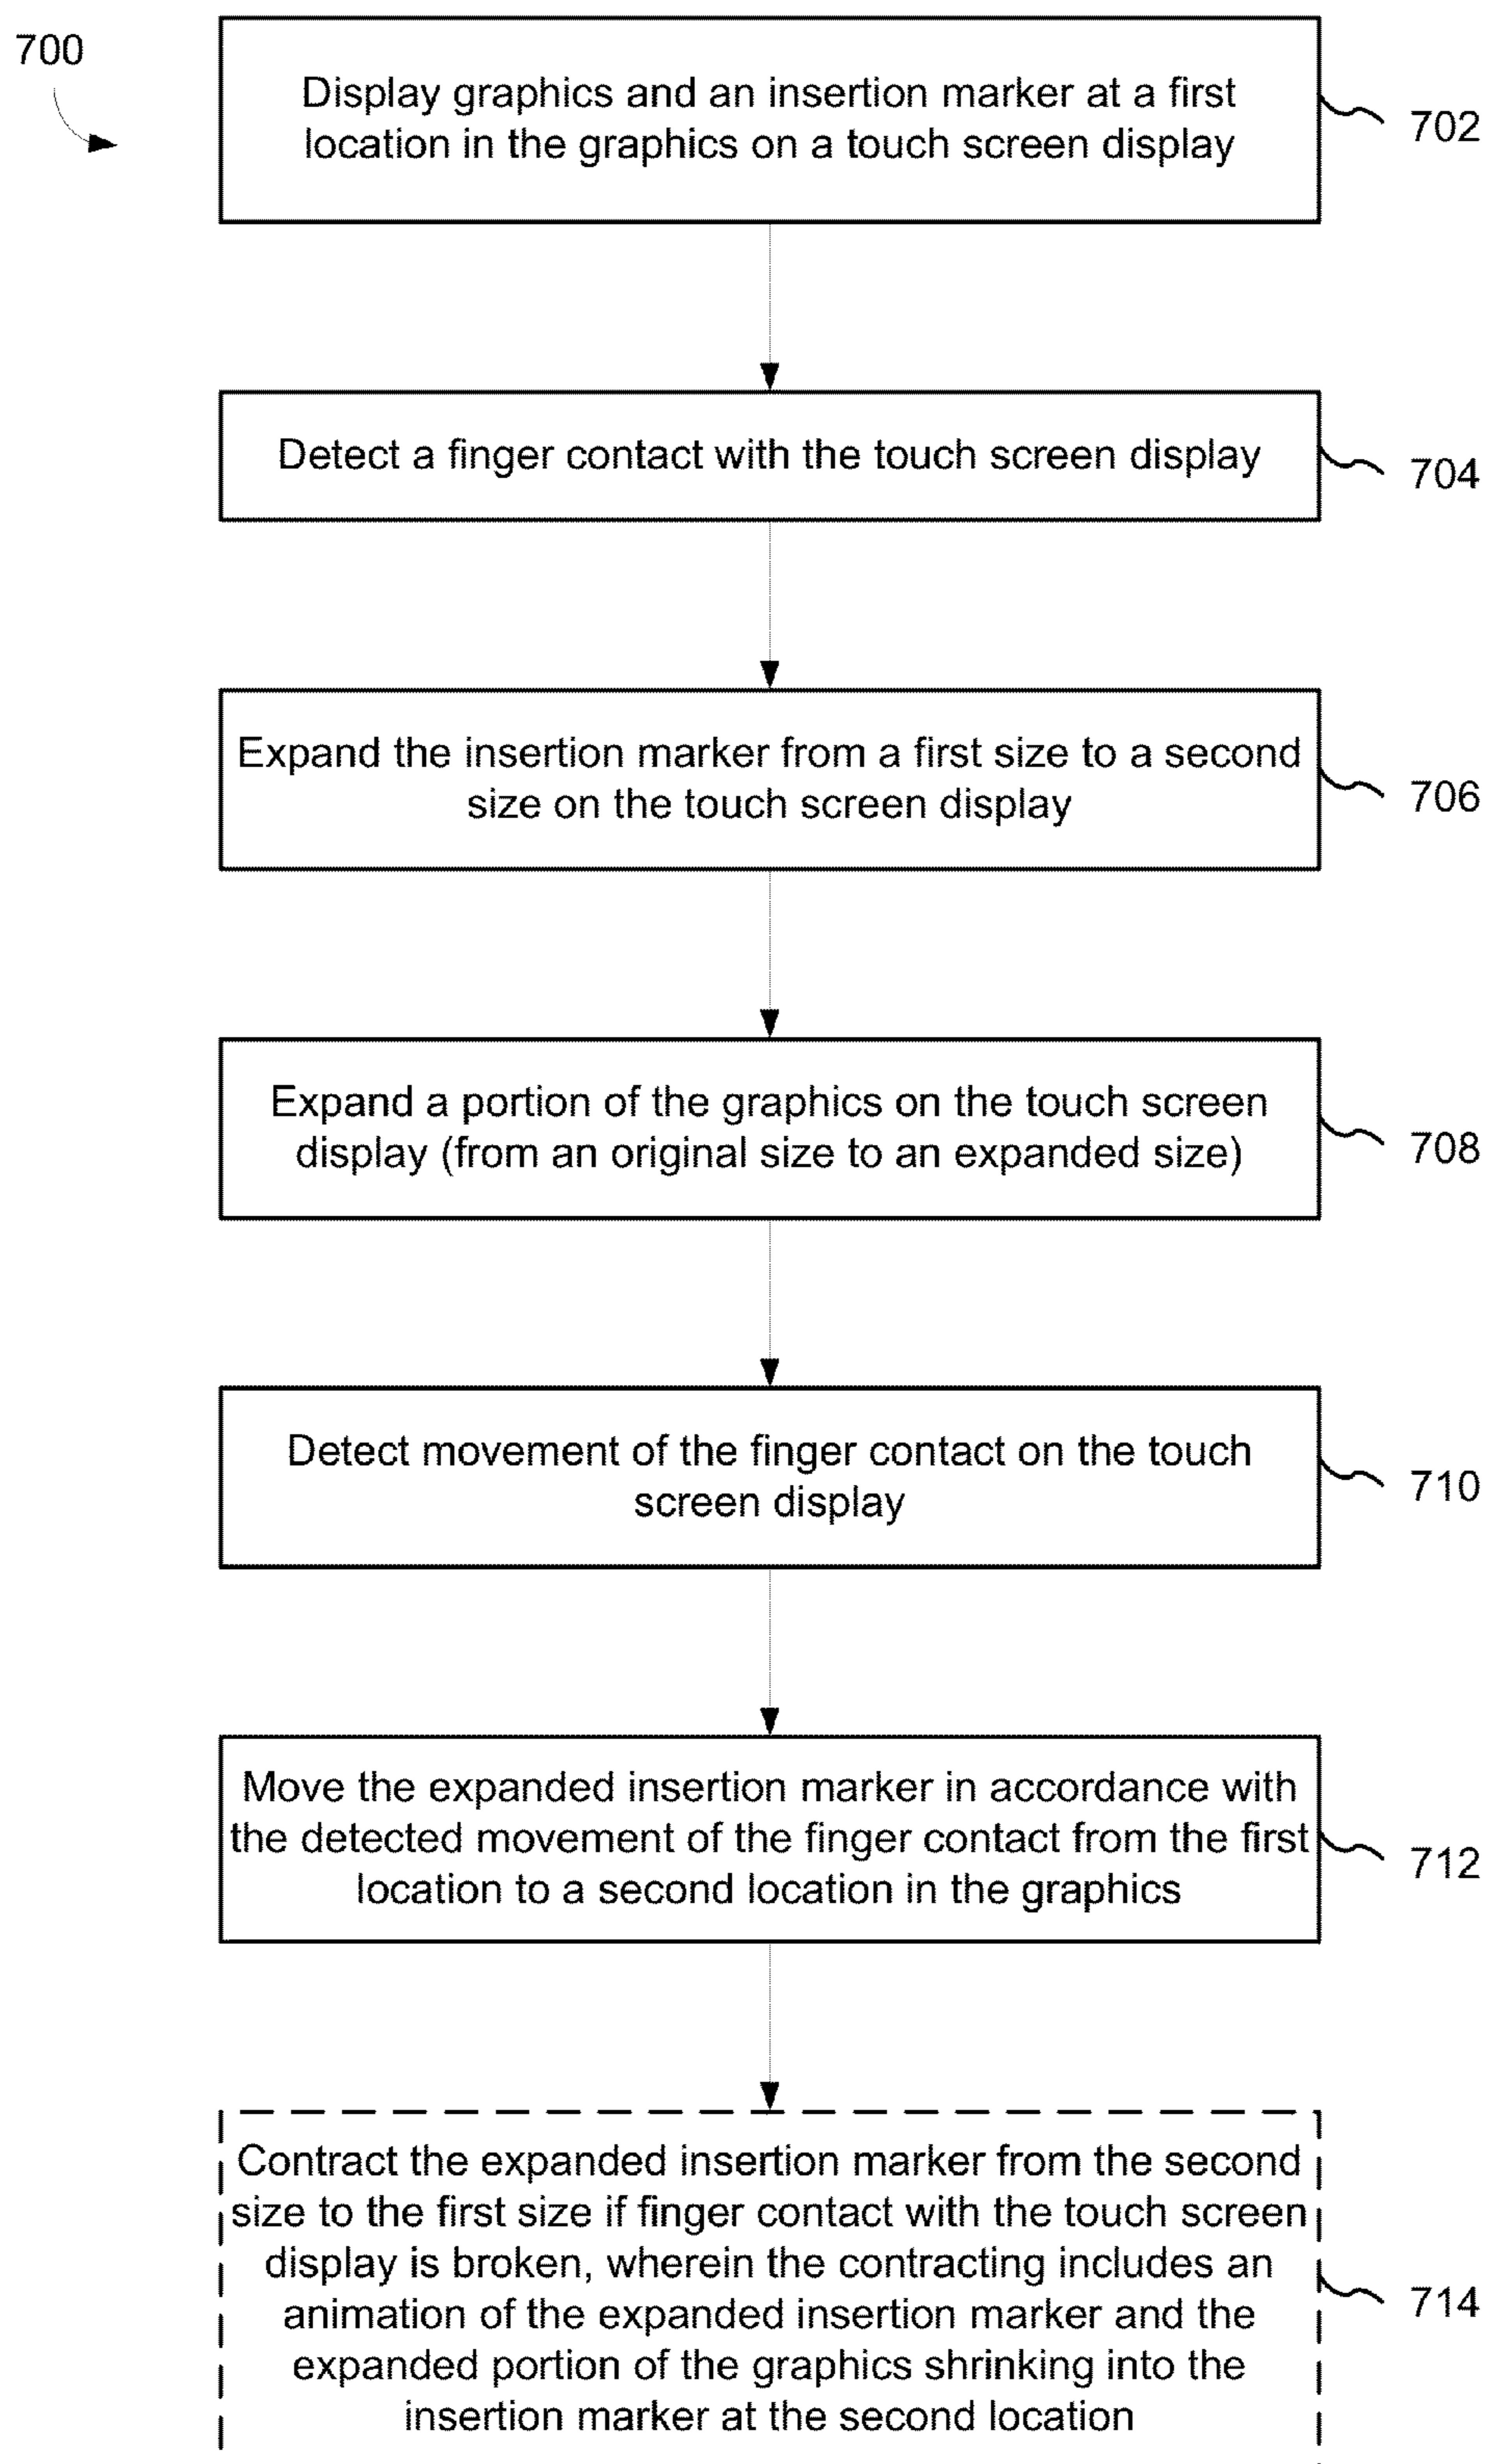 700
Display graphics and an insertion marker at a first
location in the graphics on a touch screen display
702
Detect a finger contact with the touch screen display
704
Expand the insertion marker from a first size to a second
size on the touch screen display
706
Expand a portion of the graphics on the touch screen
display (from an original size to an expanded size)
708
Detect movement of the finger contact on the touch
screen display
710
Move the expanded insertion marker in accordance with
the detected movement of the finger contact from the first
location to a second location in the graphics
712
Contract the expanded insertion marker from the second
size to the first size if finger contact with the touch screen
display is broken, wherein the contracting includes an
animation of the expanded insertion marker and the
expanded portion of the graphics shrinking into the
insertion marker at the second location
714